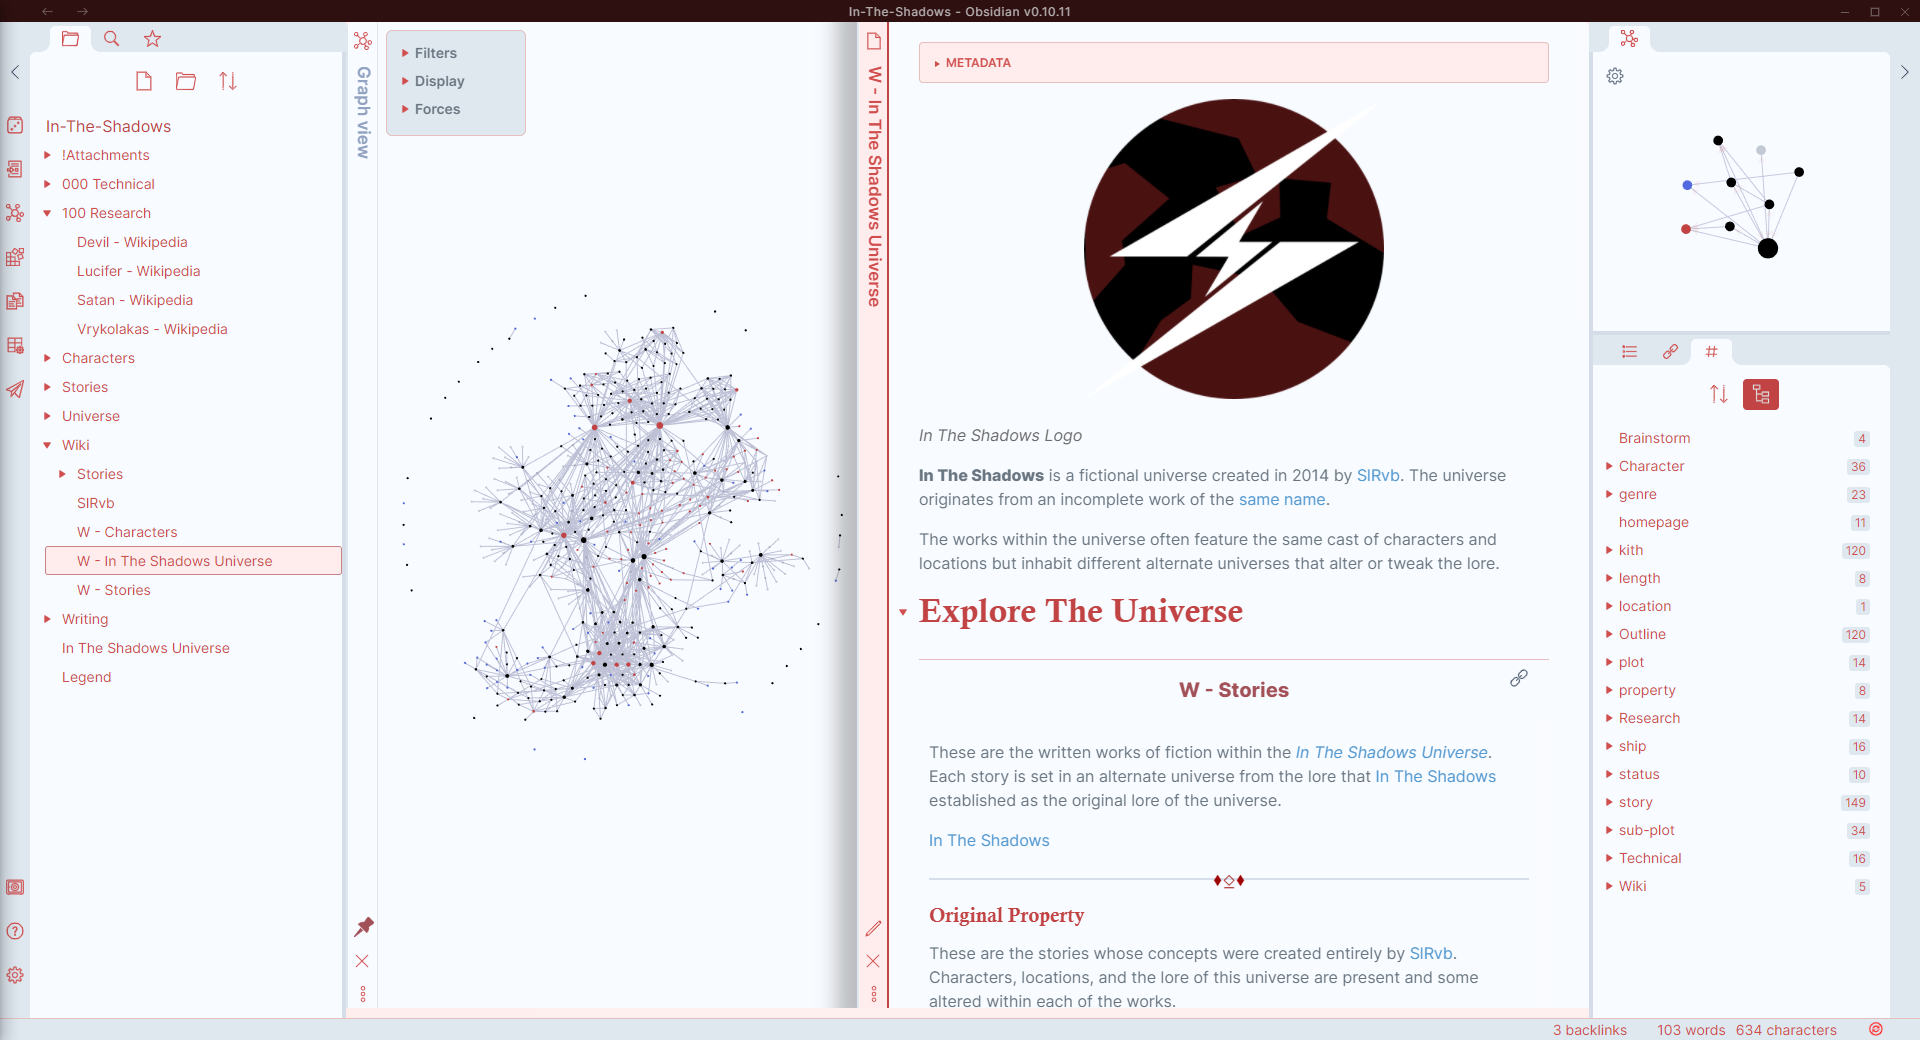 In-The-Shadows - Obsidian v0.10.11
In-The-Shadows
!Attachments
000 Technical
100 Research
Devil - Wikipedia
Lucifer - Wikipedia
Satan - Wikipedia
Vrykolakas - Wikipedia
Characters
Stories
Universe
Wiki
Stories
SlRvb
W - Characters
W - In The Shadows Universe
W - Stories
Writing
In The Shadows Universe
Legend
Graph view
Filters
Display
Forces
W - In The Shadows Universe
METADATA
In The Shadows Logo
In The Shadows is a fictional universe created in 2014 by SlRvb. The universe
originates from an incomplete work of the same name.
The works within the universe often feature the same cast of characters and
locations but inhabit different alternate universes that alter or tweak the lore.
Explore The Universe
W - Stories
These are the written works of fiction within the In The Shadows Universe.
Each story is set in an alternate universe from the lore that In The Shadows
established as the original lore of the universe.
In The Shadows
Original Property
These are the stories whose concepts were created entirely by SlRvb.
Characters, locations, and the lore of this universe are present and some
altered within each of the works.
Brainstorm 4
Character 36
genre 23
homepage 11
kith 120
length 8
location 1
Outline 120
plot 14
property 8
Research 14
ship 16
status 10
story 149
sub-plot 34
Technical 16
Wiki 5
3 backlinks 103 words 634 characters